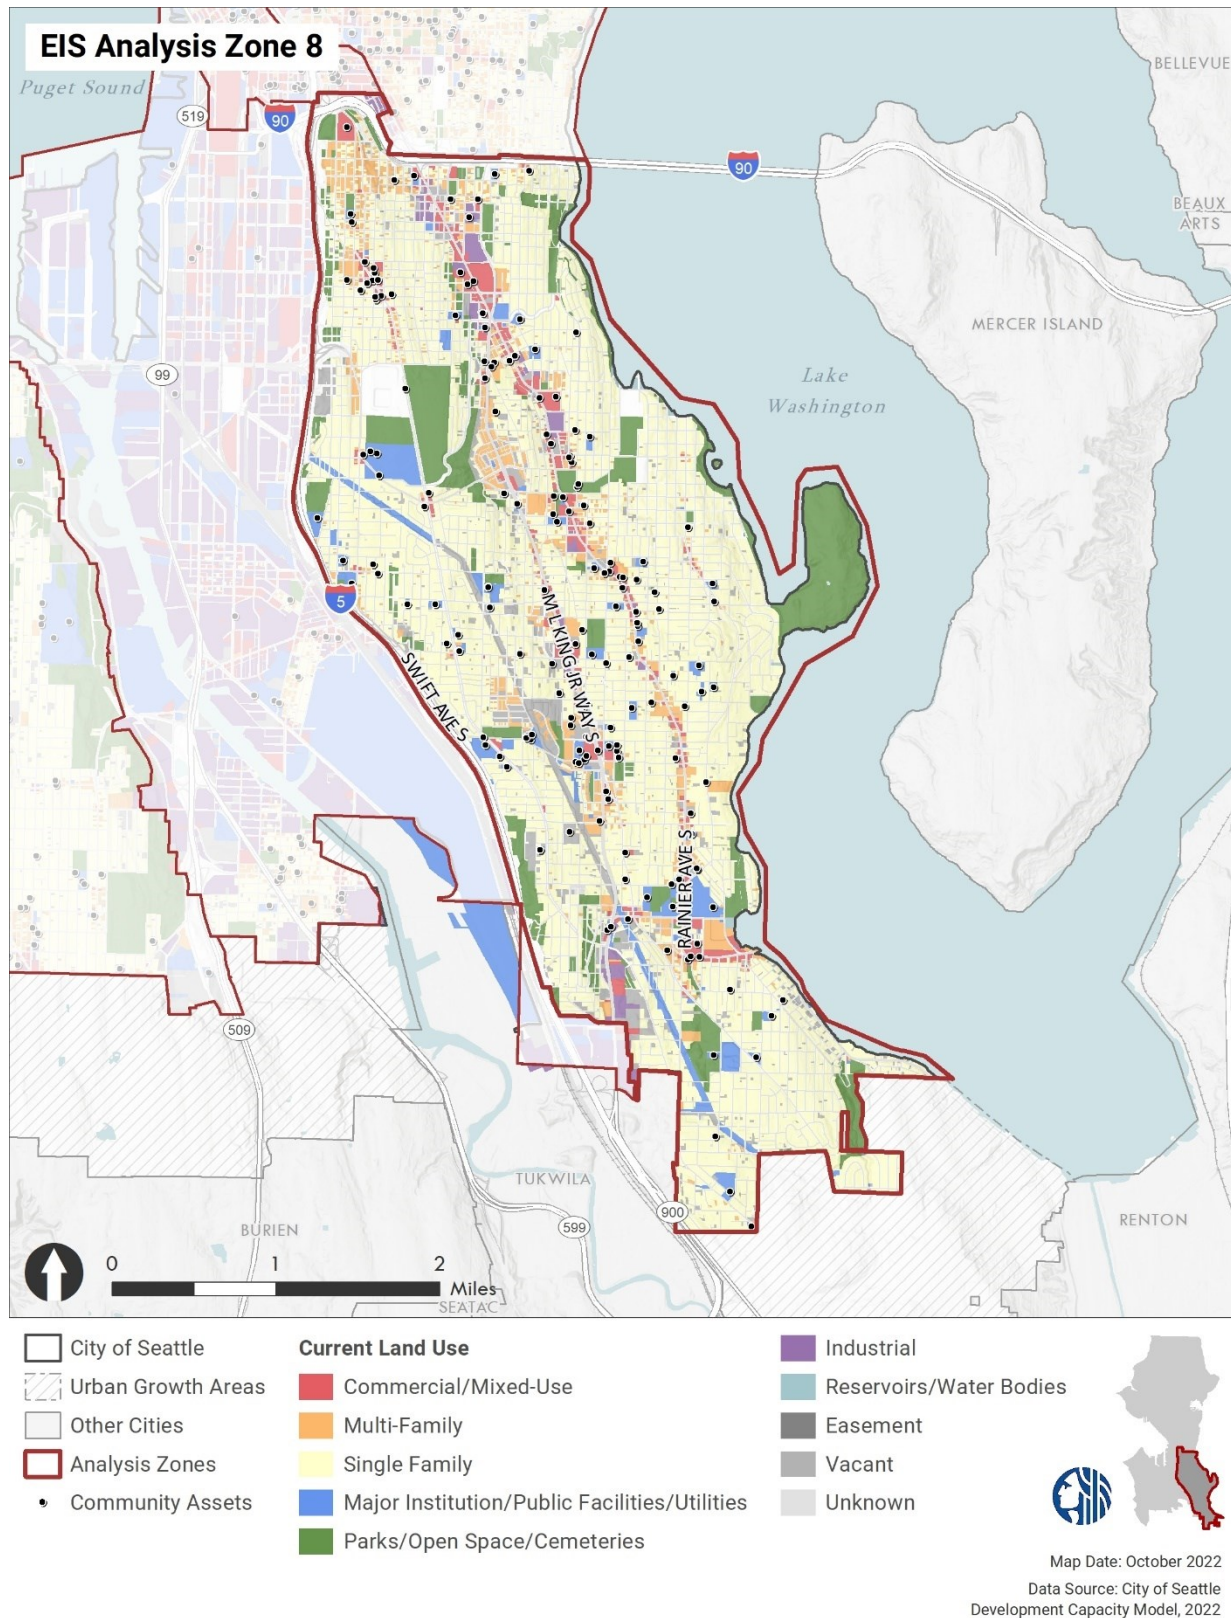 EIS Analysis Zone 8
Puget Sound
519
90
90
BELLEVUE
BEAUX
ARTS
MERCER ISLAND
Lake
Washington
99
5
M L KING JR WAY S
SWIFT AVE S
RAINIER AVE S
509
TUKWILA
599
900
BURIEN
RENTON
SEATAC
0 1 2
Miles
City of Seattle
Urban Growth Areas
Other Cities
Analysis Zones
Community Assets
Current Land Use
Commercial/Mixed-Use
Multi-Family
Single Family
Major Institution/Public Facilities/Utilities
Parks/Open Space/Cemeteries
Industrial
Reservoirs/Water Bodies
Easement
Vacant
Unknown
Map Date: October 2022
Data Source: City of Seattle
Development Capacity Model, 2022